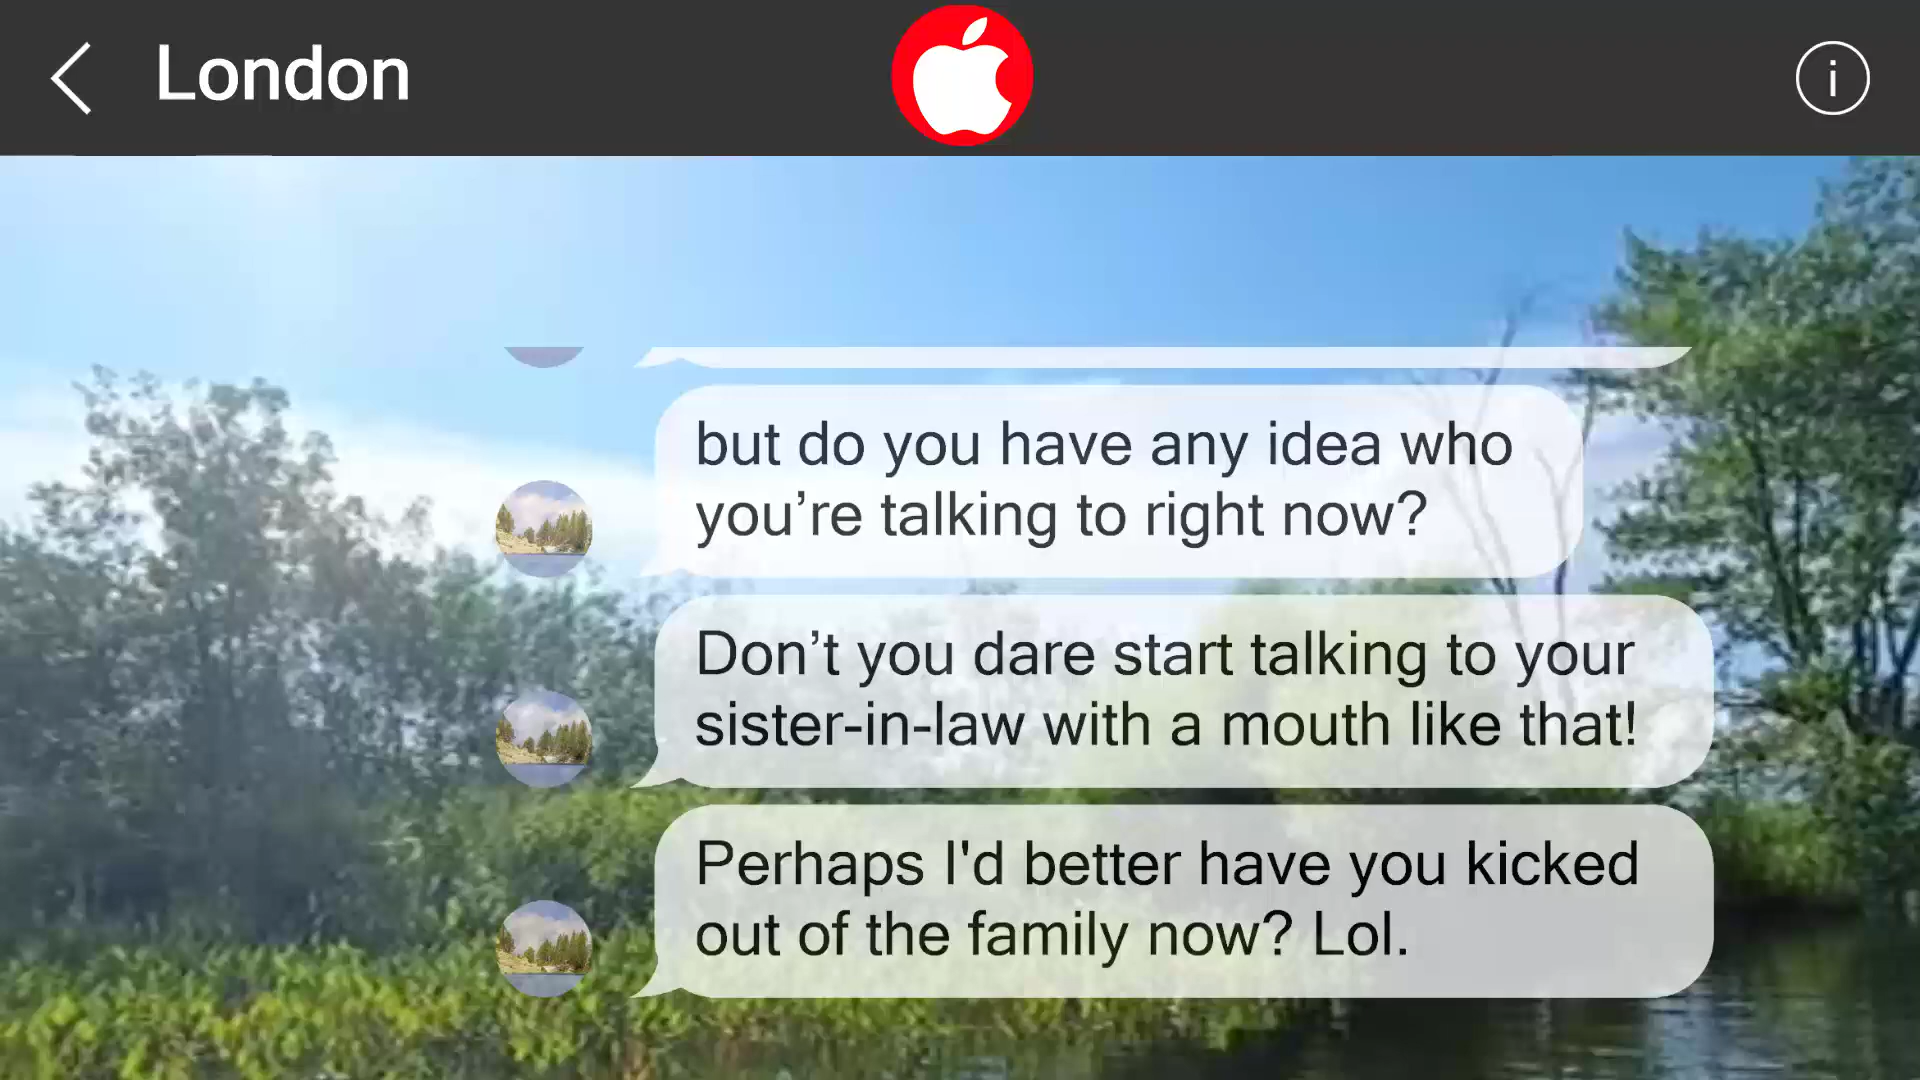 London
i
but do you have any idea who
you’re talking to right now?
Don’t you dare start talking to your
sister-in-law with a mouth like that!
Perhaps I'd better have you kicked
out of the family now? Lol.